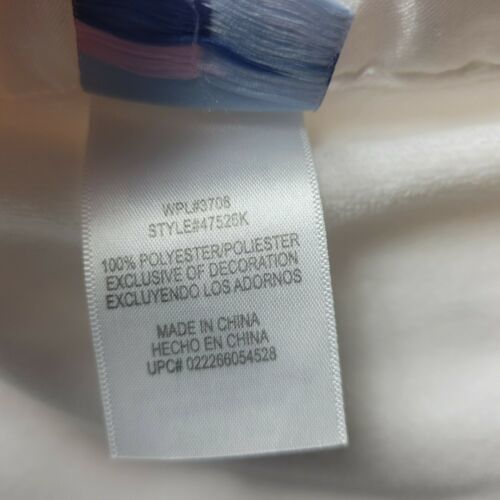 WPL#3708
STYLE#47526K
100% POLYESTER/POLIESTER
EXCLUSIVE OF DECORATION
EXCLUYENDO LOS ADORNOS
MADE IN CHINA
HECHO EN CHINA
UPC# 022266054528